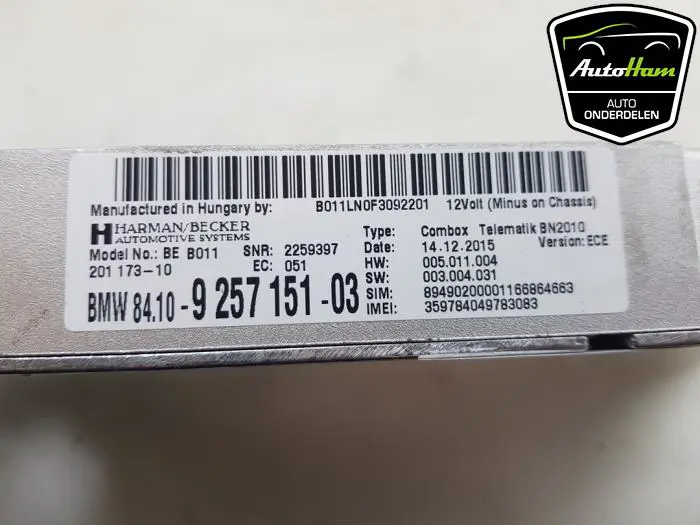 AutoHam
AUTO
ONDERDELEN
Manufactured in Hungary by: B011LN0F3092201 12Volt (Minus on Chassis)
HARMAN/BECKER
AUTOMOTIVE SYSTEMS
Model No.: BE B011 SNR: 2259397
201 173-10 EC: 051
BMW 84.10-9 257 151-03
Type: Combox Telematik BN2010
Date: 14.12.2015 Version: ECE
HW: 005.011.004
SW: 003.004.031
SIM: 89490200001166864663
IMEI: 359784049783083